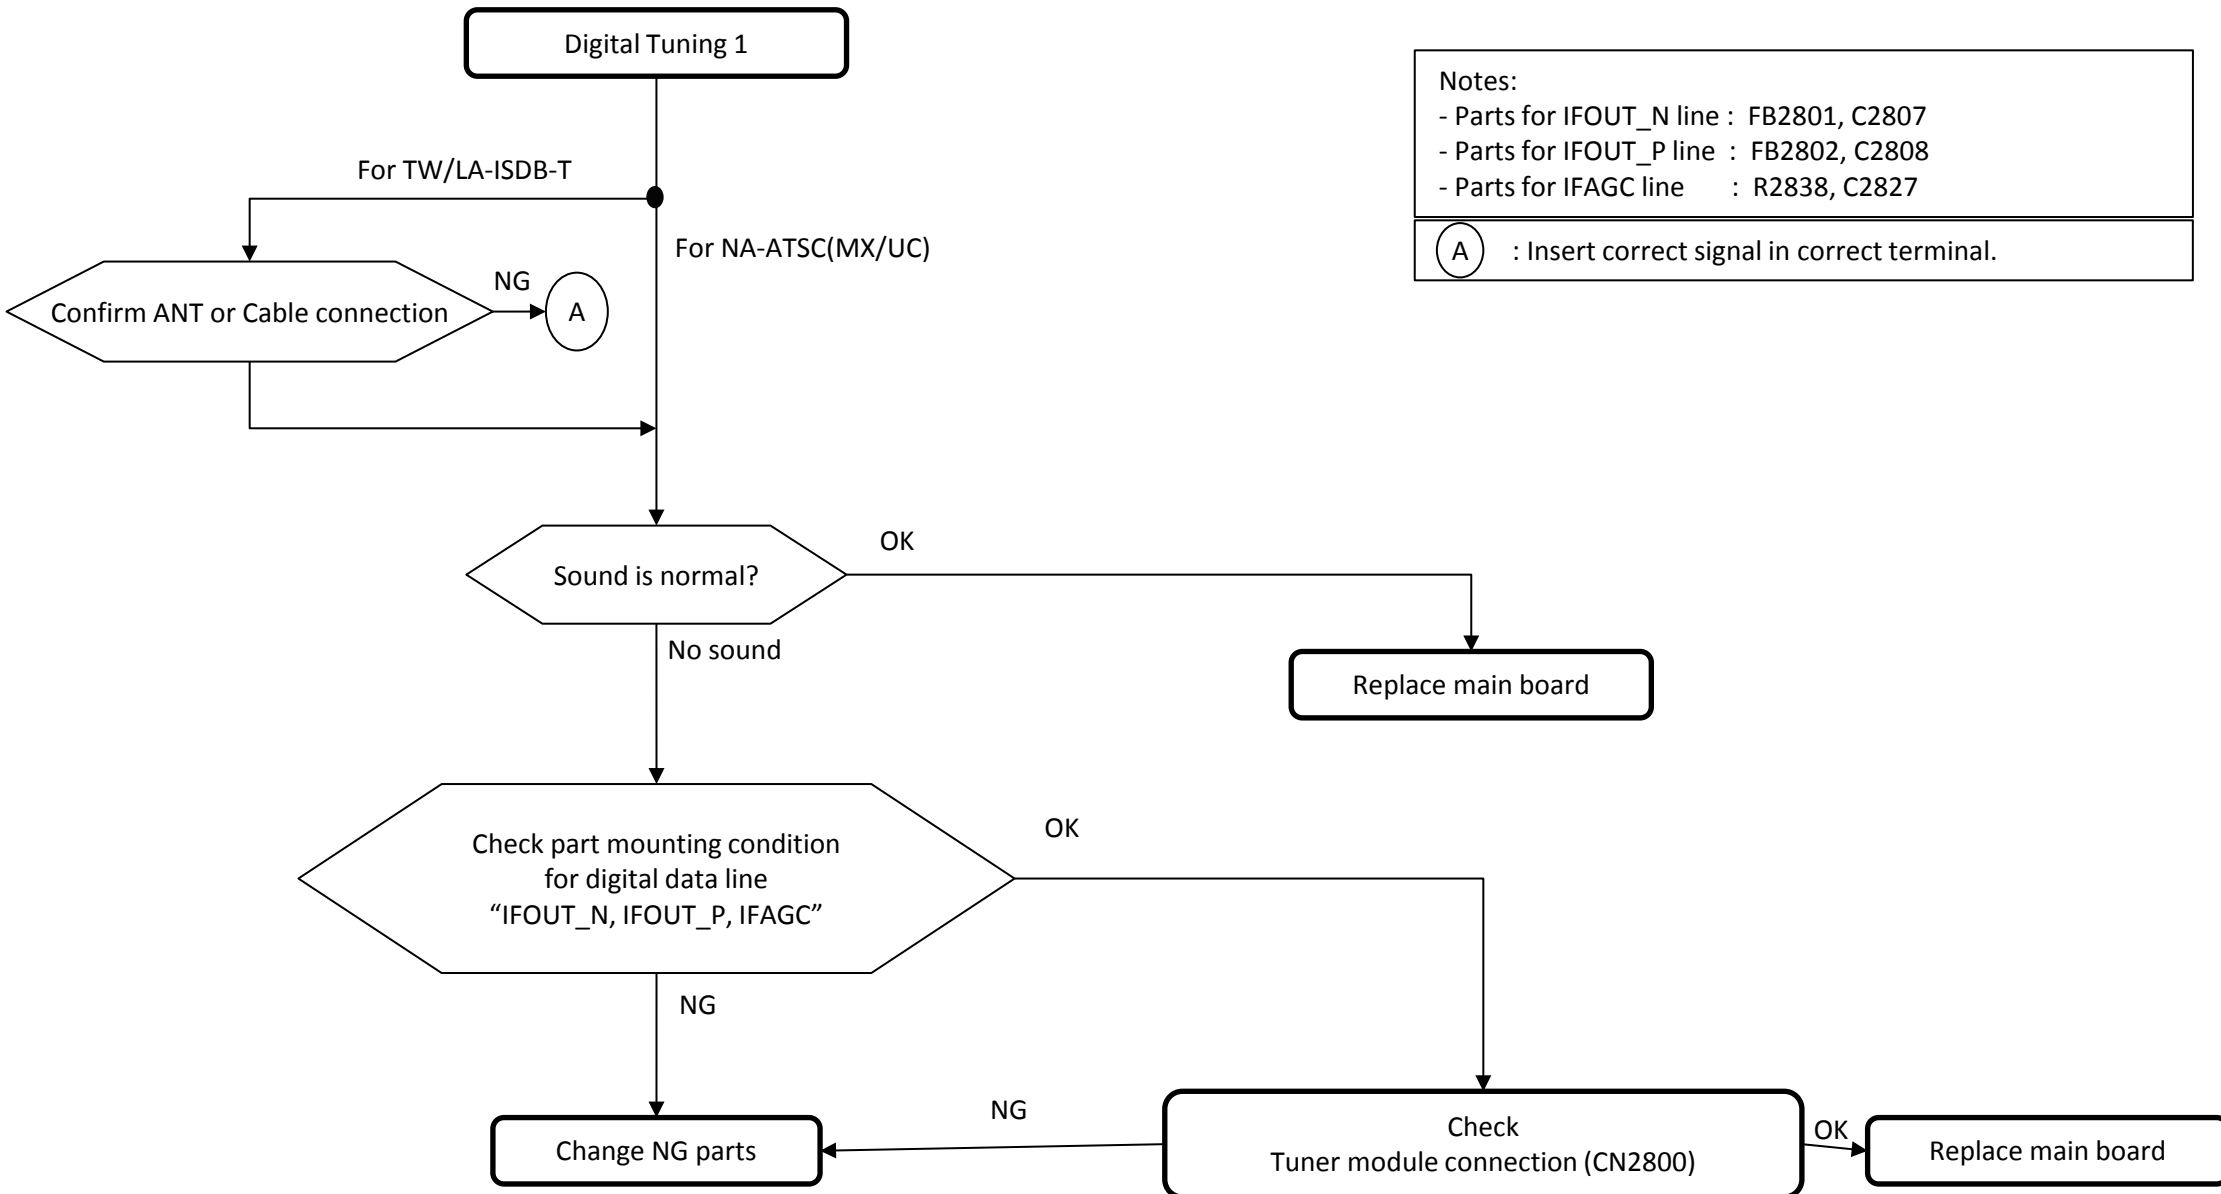 Digital Tuning 1
Notes:
- Parts for IFOUT_N line : FB2801, C2807
- Parts for IFOUT_P line : FB2802, C2808
- Parts for IFAGC line : R2838, C2827
A : Insert correct signal in correct terminal.
For TW/LA-ISDB-T
For NA-ATSC(MX/UC)
Confirm ANT or Cable connection
NG
A
Sound is normal?
OK
No sound
Replace main board
Check part mounting condition
for digital data line
“IFOUT_N, IFOUT_P, IFAGC”
OK
NG
Change NG parts
NG
Check
Tuner module connection (CN2800)
OK
Replace main board